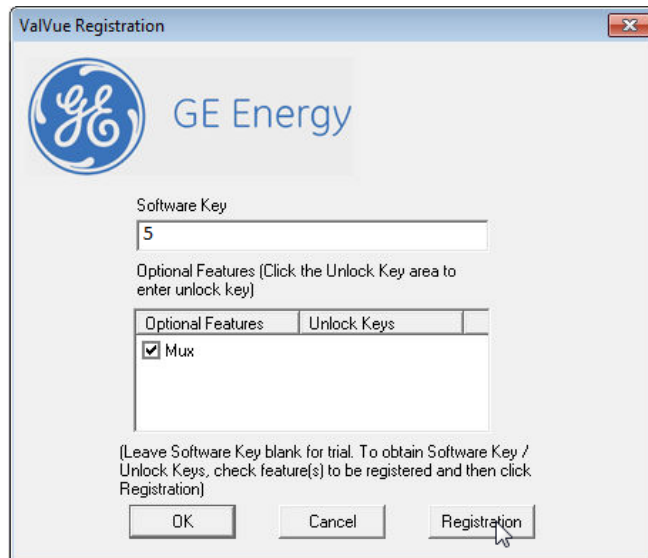 ValVue Registration
GE
GE Energy
Software Key
5
Optional Features (Click the Unlock Key area to
enter unlock key)
Optional Features Unlock Keys
Mux
(Leave Software Key blank for trial. To obtain Software Key /
Unlock Keys, check feature(s) to be registered and then click
Registration)
OK Cancel Registration